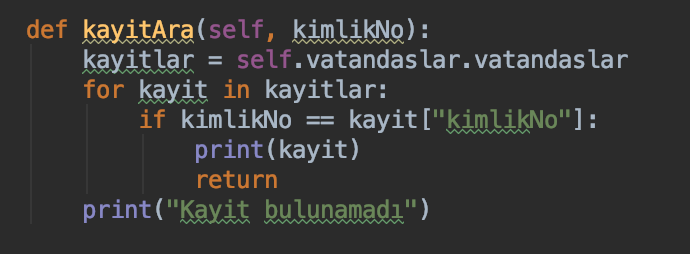 def kayitAra(self, kimlikNo):
    kayitlar = self.vatandaslar.vatandaslar
    for kayit in kayitlar:
        if kimlikNo == kayit["kimlikNo"]:
            print(kayit)
            return
    print("Kayit bulunamadı")